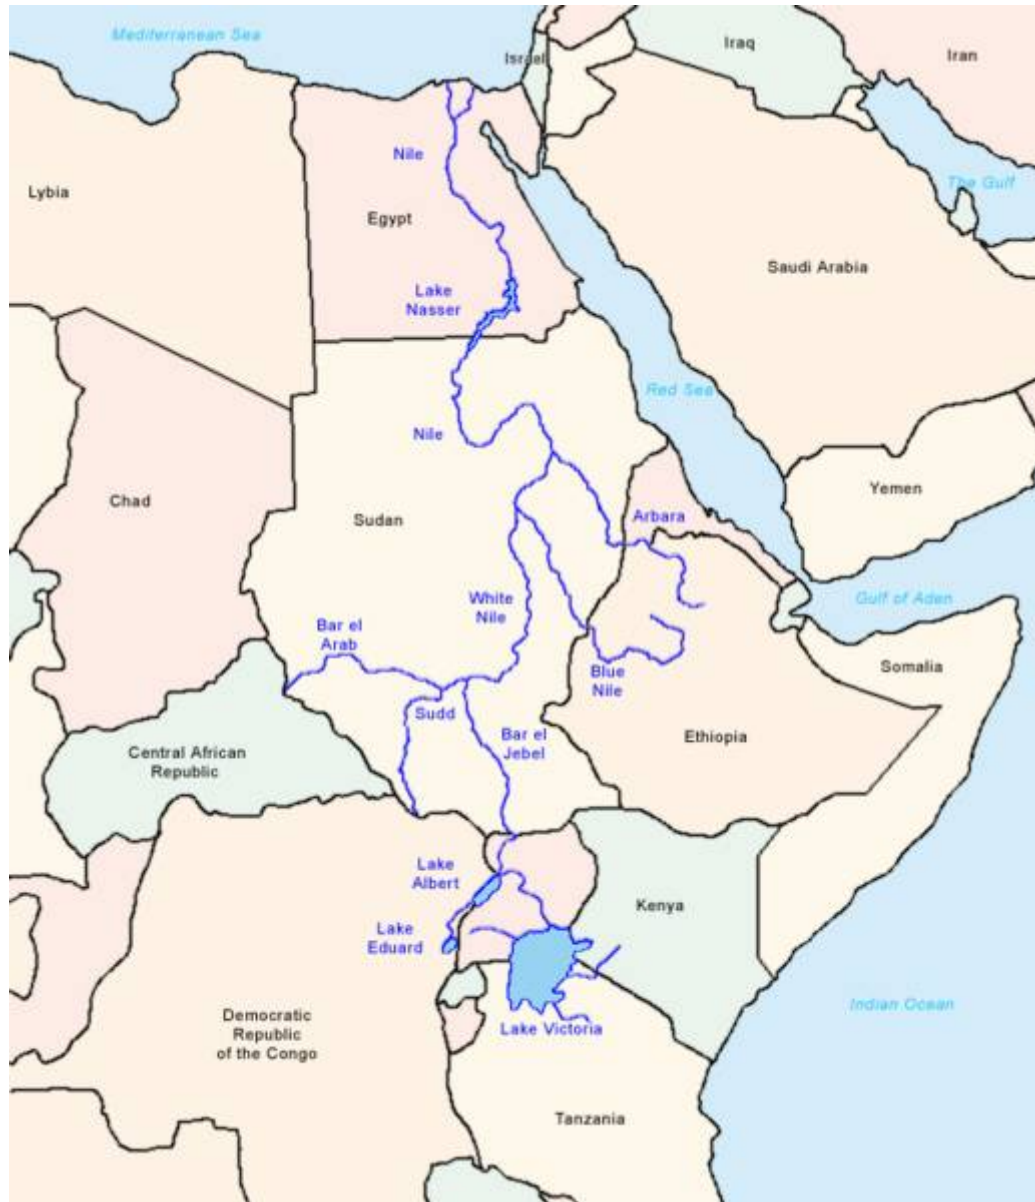 Mediterranean Sea
Israel
Iraq
Iran
Nile
The Gulf
Lybia
Egypt
Saudi Arabia
Lake
Nasser
Red Sea
Nile
Yemen
Chad
Sudan
Arbara
White
Nile
Gulf of Aden
Bar el
Arab
Somalia
Blue
Nile
Sudd
Bar el
Jebel
Ethiopia
Central African
Republic
Lake
Albert
Kenya
Lake
Eduard
Indian Ocean
Democratic
Republic
of the Congo
Lake Victoria
Tanzania